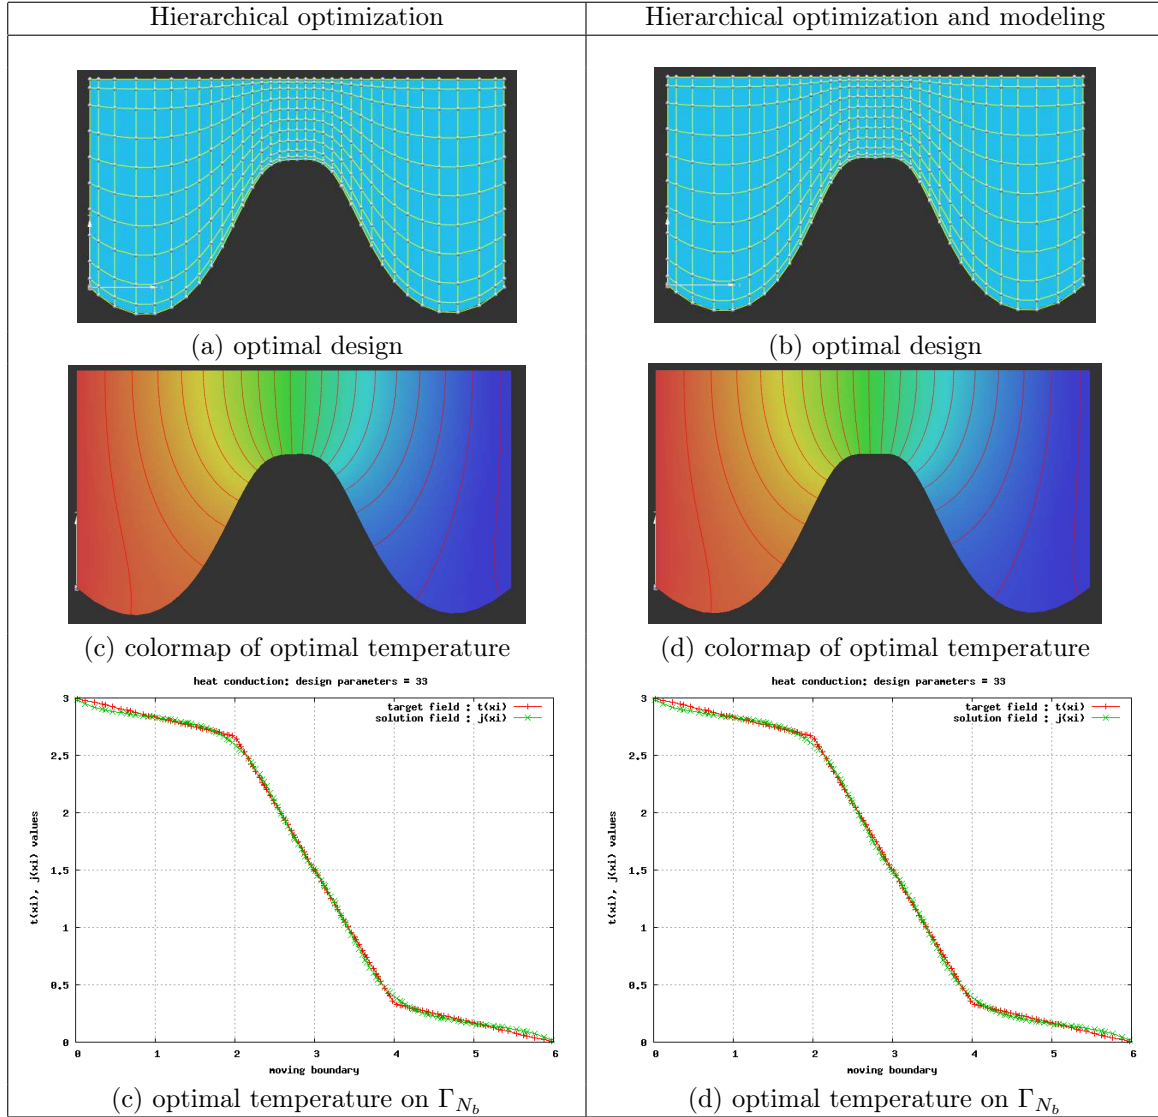 Hierarchical optimization
Hierarchical optimization and modeling
(a) optimal design
(b) optimal design
(c) colormap of optimal temperature
(d) colormap of optimal temperature
heat conduction: design parameters = 33
t(xi), j(xi) values
target field : t(xi)
solution field : j(xi)
3
2.5
2
1.5
1
0.5
0
0 1 2 3 4 5 6
moving boundary
heat conduction: design parameters = 33
t(xi), j(xi) values
target field : t(xi)
solution field : j(xi)
3
2.5
2
1.5
1
0.5
0
0 1 2 3 4 5 6
moving boundary
(c) optimal temperature on Γ_{N_b}
(d) optimal temperature on Γ_{N_b}